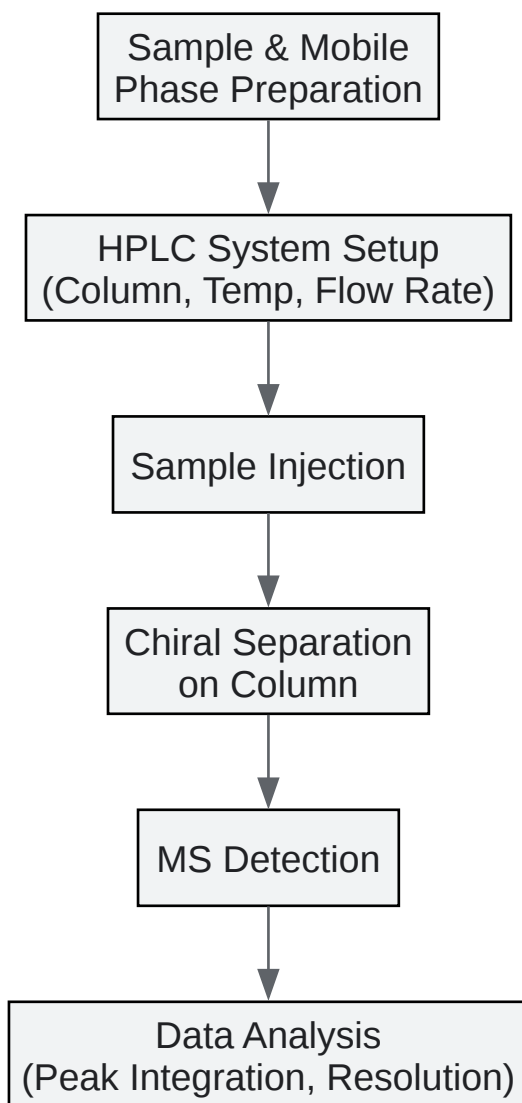 Sample & Mobile
Phase Preparation
HPLC System Setup
(Column, Temp, Flow Rate)
Sample Injection
Chiral Separation
on Column
MS Detection
Data Analysis
(Peak Integration, Resolution)